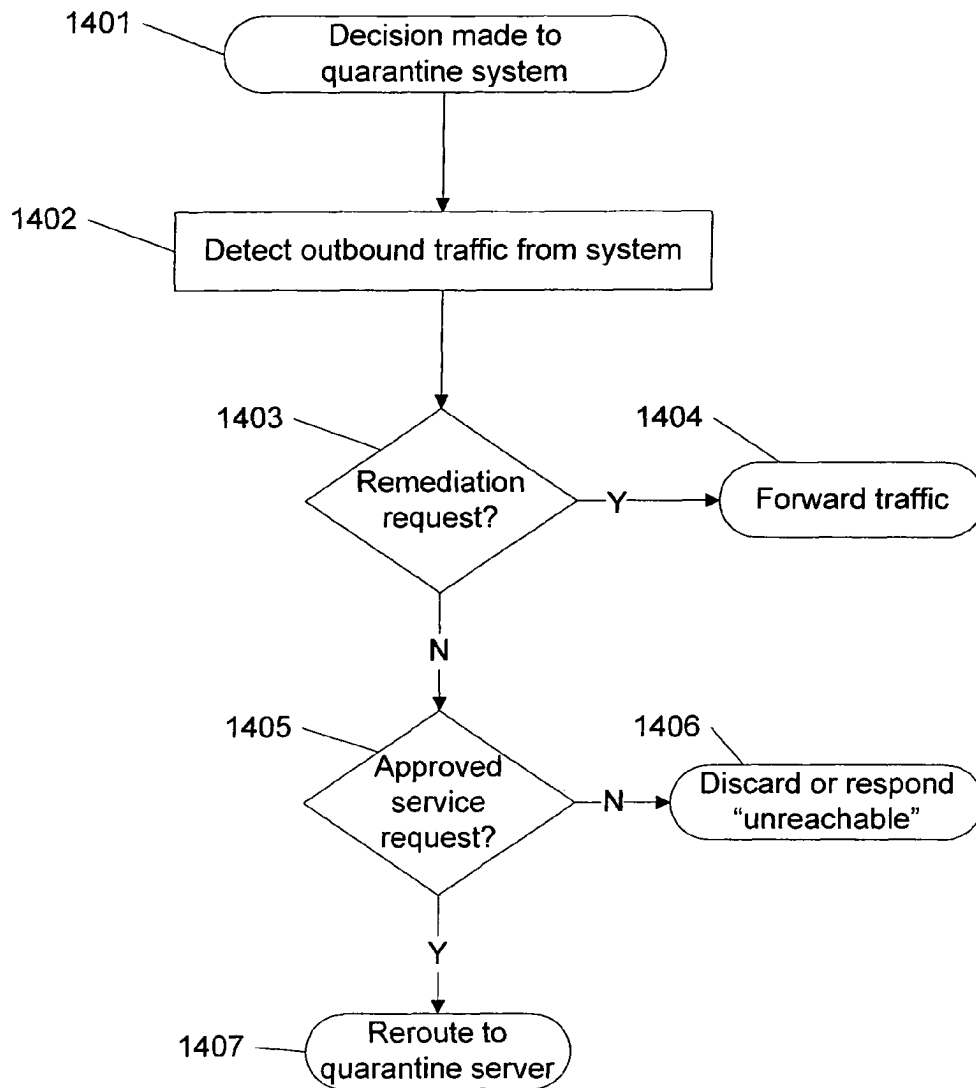 1401
Decision made to
quarantine system
1402
Detect outbound traffic from system
1403
Remediation
request?
Y
1404
Forward traffic
N
1405
Approved
service
request?
N
1406
Discard or respond
“unreachable”
Y
1407
Reroute to
quarantine server